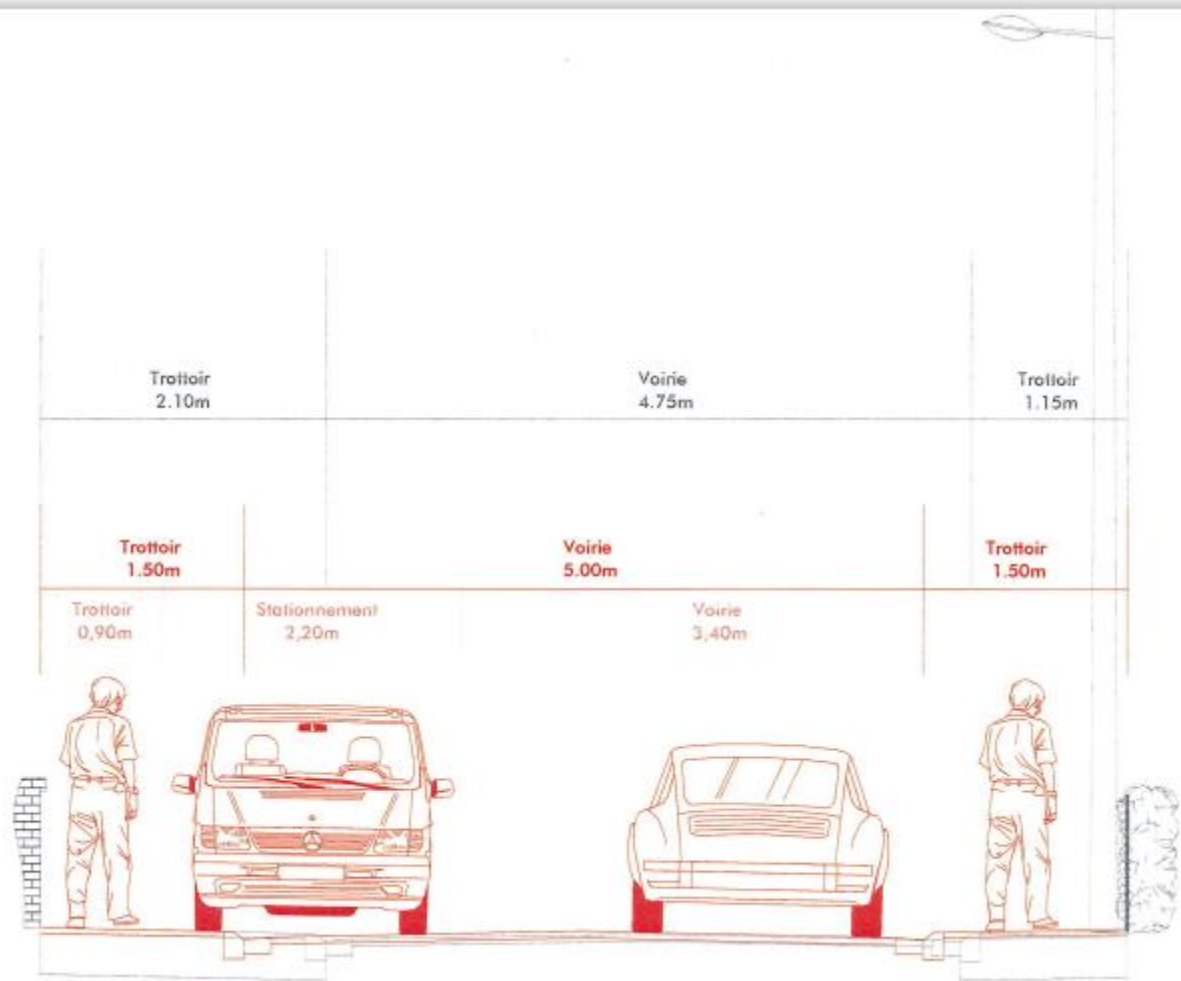 Trottoir Voirie Trottoir
2.10m 4.75m 1.15m
Trottoir Voirie Trottoir
1.50m 5.00m 1.50m
Trottoir Stationnement Voirie
0,90m 2,20m 3,40m